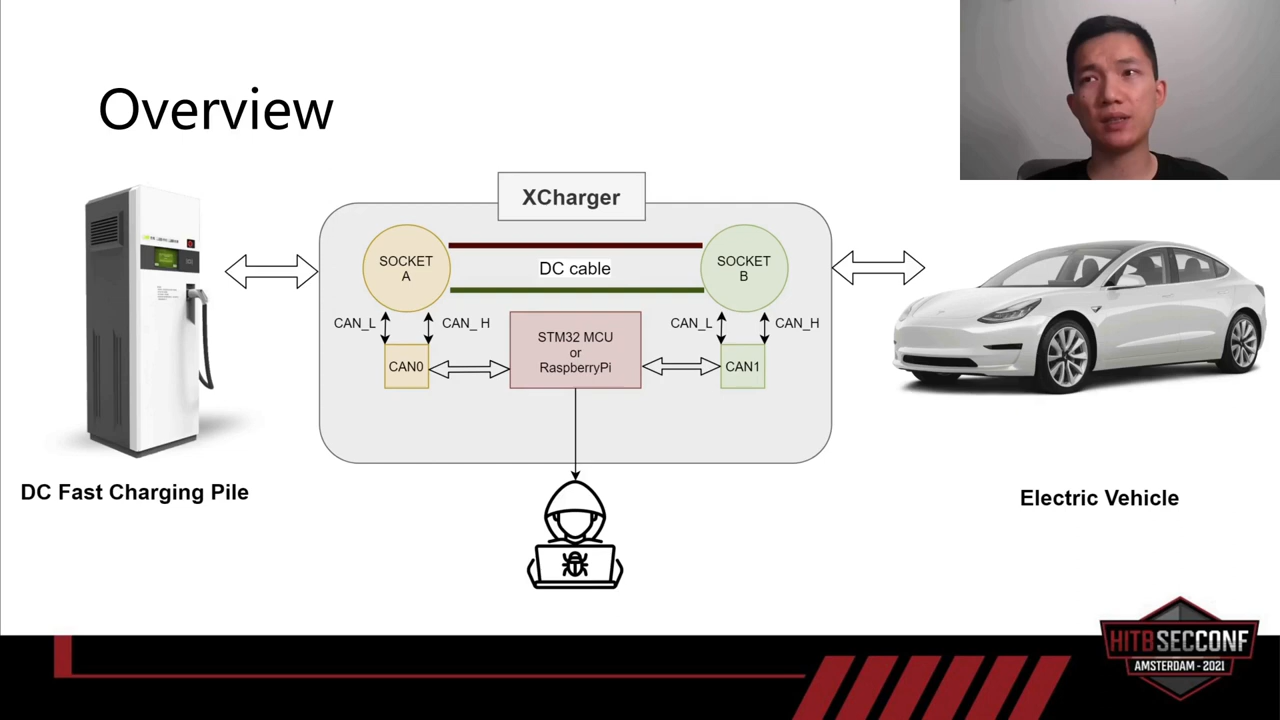 Overview
XCharger
SOCKET
A
DC cable
SOCKET
B
CAN_L
CAN_ H
CAN_L
CAN_H
STM32 MCU
or
RaspberryPi
CAN0
CAN1
DC Fast Charging Pile
Electric Vehicle
HITBSECCONF
AMSTERDAM - 2021